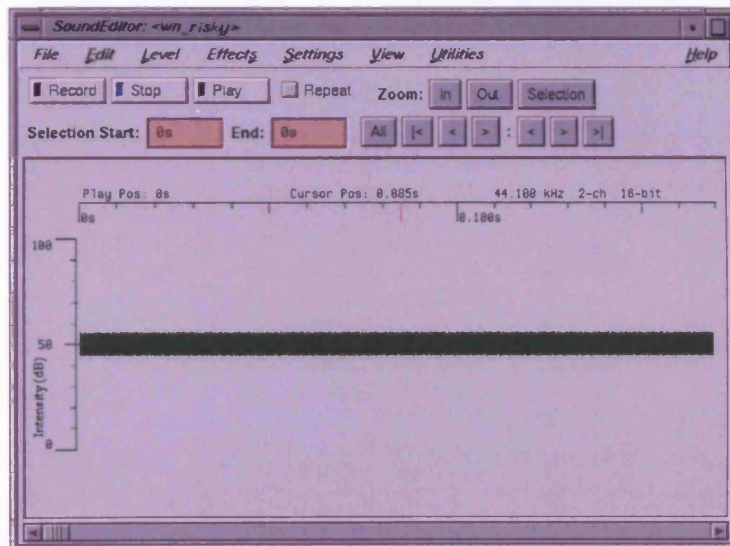 SoundEditor: <wn_risky>
File Edit Level Effects Settings View Utilities Help
Record Stop Play Repeat Zoom: In Out Selection
Selection Start: 0s End: 0s All |< < > : < > >|
Play Pos: 0s Cursor Pos: 0.085s 44.100 kHz 2-ch 16-bit
0s 0.100s
100
50
Intensity (dB)
0